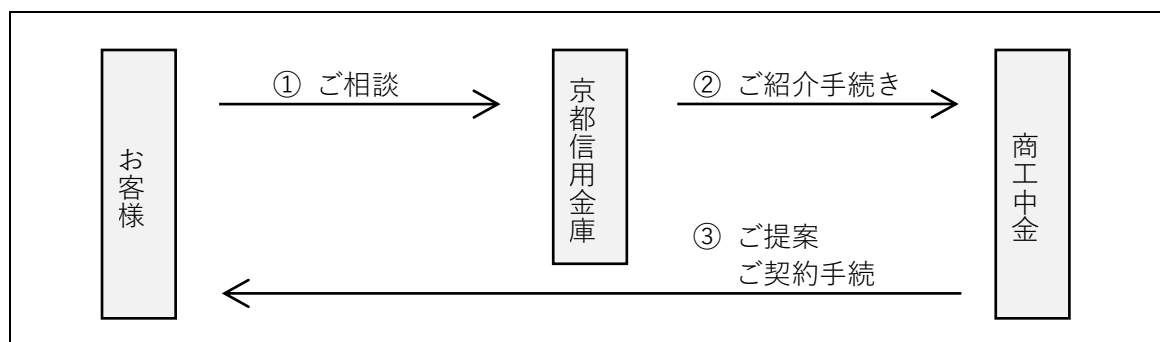 お客様
① ご相談
京都信用金庫
② ご紹介手続き
商工中金
③ ご提案
ご契約手続